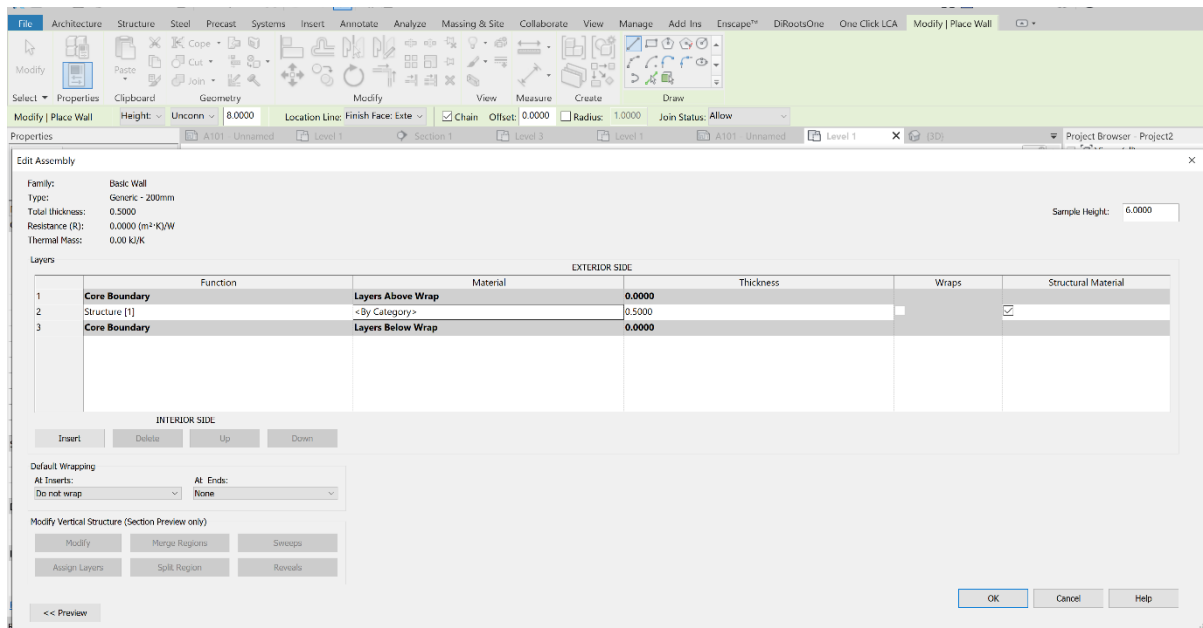 File Architecture Structure Steel Precast Systems Insert Annotate Analyze Massing & Site Collaborate View Manage Add Ins Enscape™ DiRootsOne One Click LCA Modify | Place Wall
Modify Paste Cope Cut Join
Select Properties Clipboard Geometry Modify View Measure Create Draw
Modify | Place Wall Height: Unconn 8.0000 Location Line: Finish Face: Exte Chain Offset: 0.0000 Radius: 1.0000 Join Status: Allow
Properties A101 Unnamed Level 1 Section 1 Level 3 Level 1 A101 Unnamed Level 1 (3D) Project Browser - Project2
Edit Assembly
Family: Basic Wall
Type: Generic - 200mm
Total thickness: 0.5000 Sample Height: 6.0000
Resistance (R): 0.0000 (m²·K)/W
Thermal Mass: 0.00 kJ/K
Layers
EXTERIOR SIDE
Function Material Thickness Wraps Structural Material
1 Core Boundary Layers Above Wrap 0.0000
2 Structure [1] <By Category> 0.5000
3 Core Boundary Layers Below Wrap 0.0000
INTERIOR SIDE
Insert Delete Up Down
Default Wrapping
At Inserts: At Ends:
Do not wrap None
Modify Vertical Structure (Section Preview only)
Modify Merge Regions Sweeps
Assign Layers Split Region Reveals
<< Preview OK Cancel Help